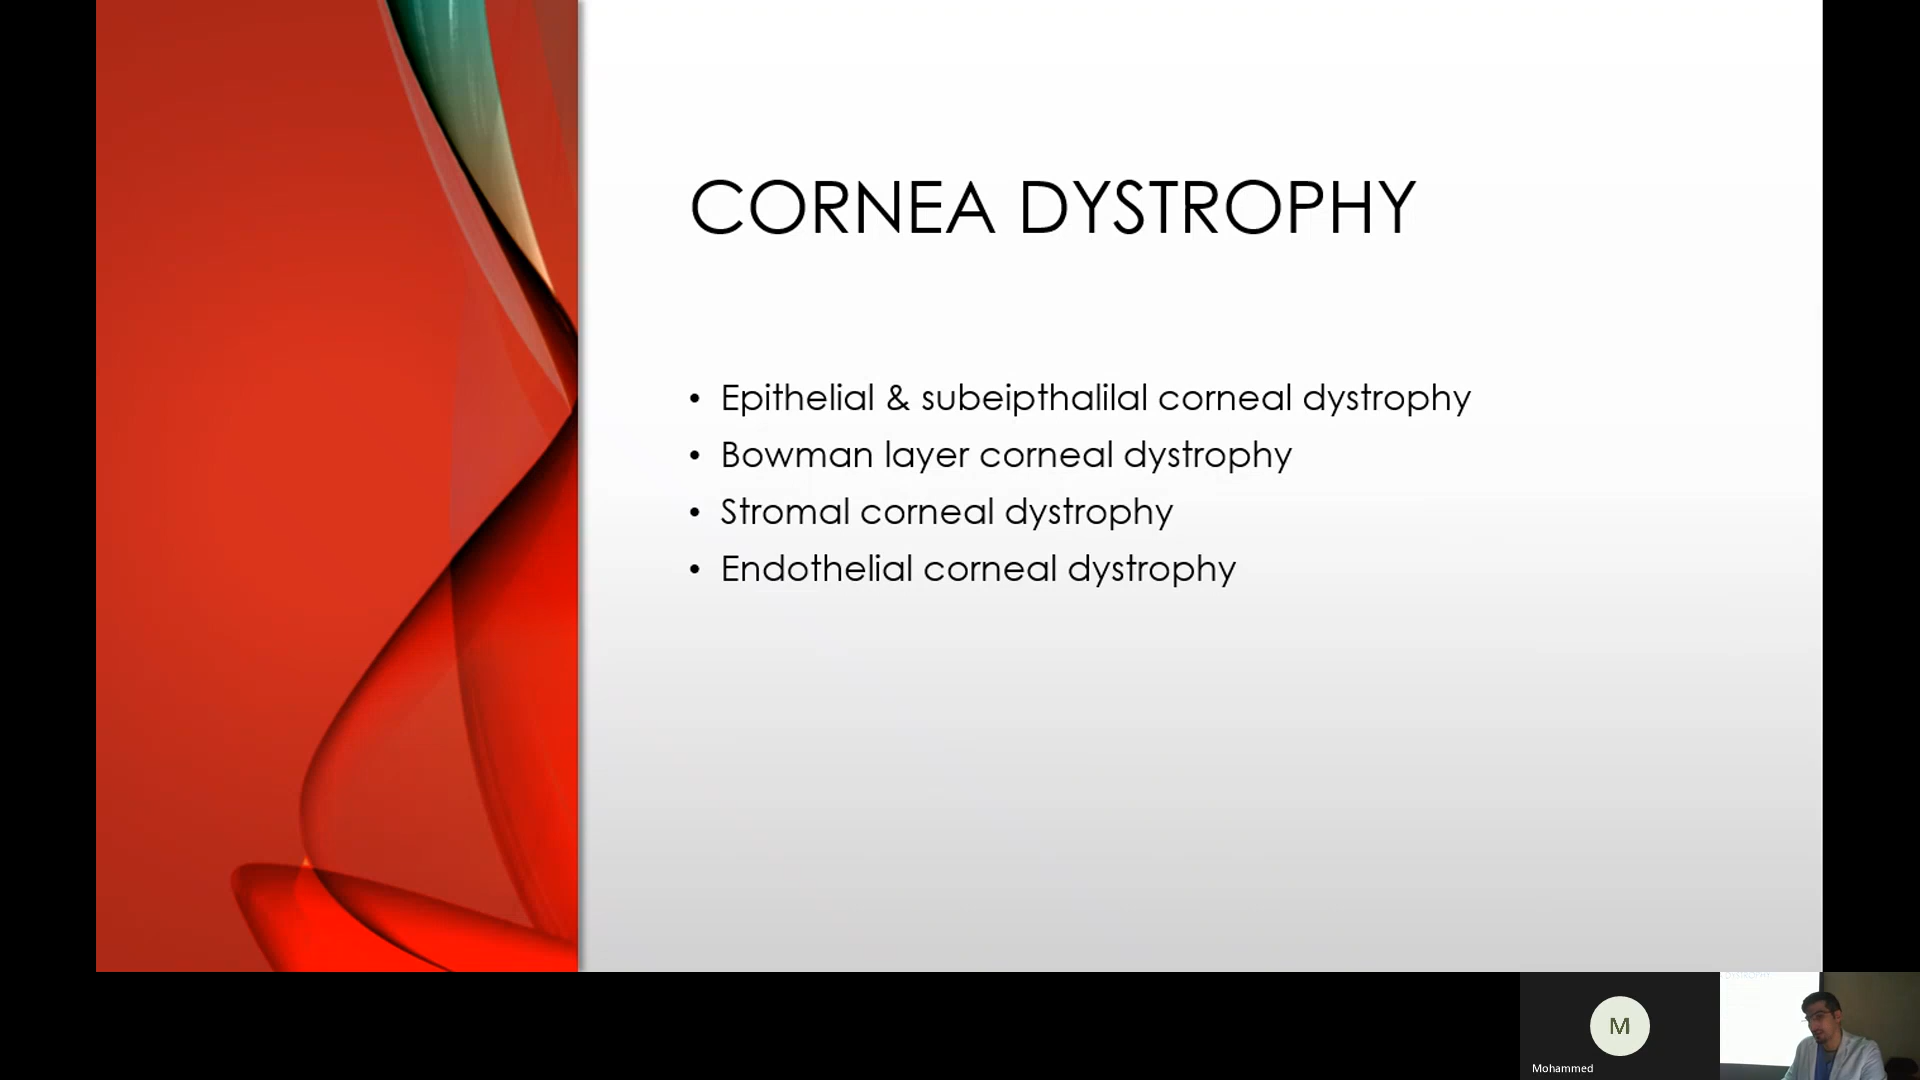 CORNEA DYSTROPHY
• Epithelial & subeipthalilal corneal dystrophy
• Bowman layer corneal dystrophy
• Stromal corneal dystrophy
• Endothelial corneal dystrophy
M
Mohammed